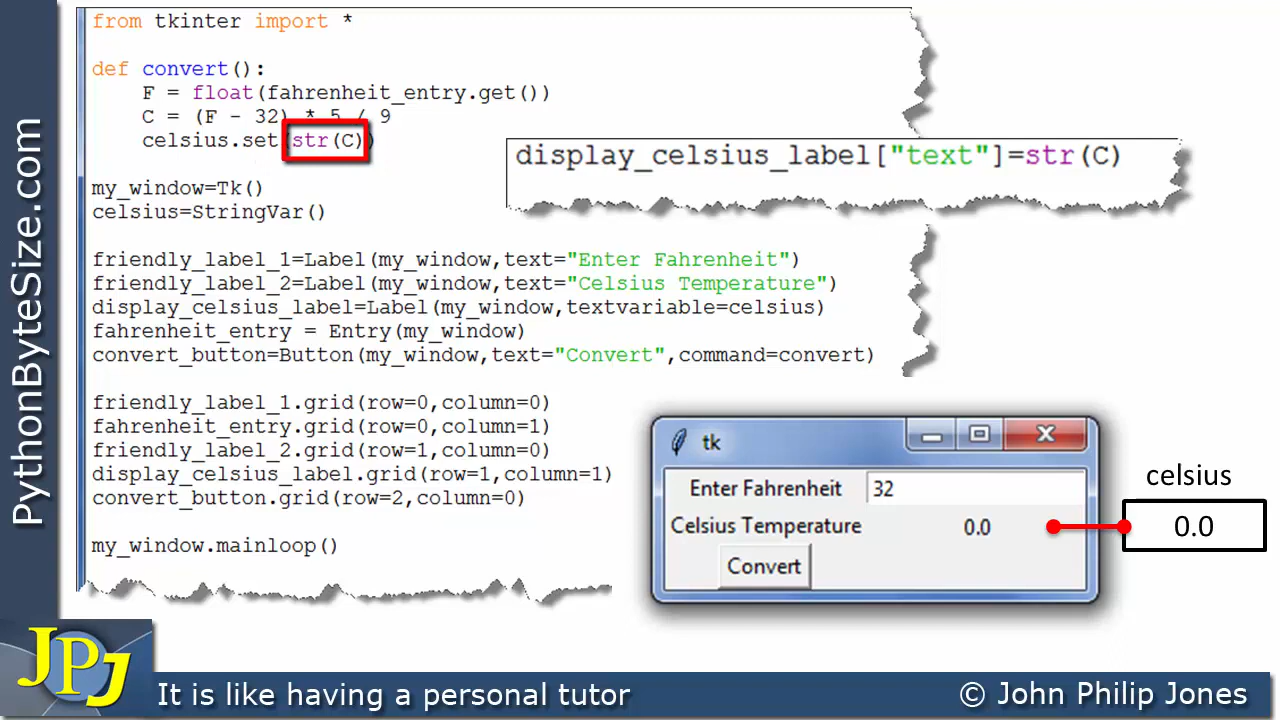 PythonByteSize.com
from tkinter import *
def convert():
    F = float(fahrenheit_entry.get())
    C = (F - 32) * 5 / 9
    celsius.set(str(C))
my_window=Tk()
celsius=StringVar()
friendly_label_1=Label(my_window,text="Enter Fahrenheit")
friendly_label_2=Label(my_window,text="Celsius Temperature")
display_celsius_label=Label(my_window,textvariable=celsius)
fahrenheit_entry = Entry(my_window)
convert_button=Button(my_window,text="Convert",command=convert)
friendly_label_1.grid(row=0,column=0)
fahrenheit_entry.grid(row=0,column=1)
friendly_label_2.grid(row=1,column=0)
display_celsius_label.grid(row=1,column=1)
convert_button.grid(row=2,column=0)
my_window.mainloop()
display_celsius_label["text"]=str(C)
tk
Enter Fahrenheit 32
Celsius Temperature 0.0
Convert
celsius
0.0
JPJ
It is like having a personal tutor
© John Philip Jones